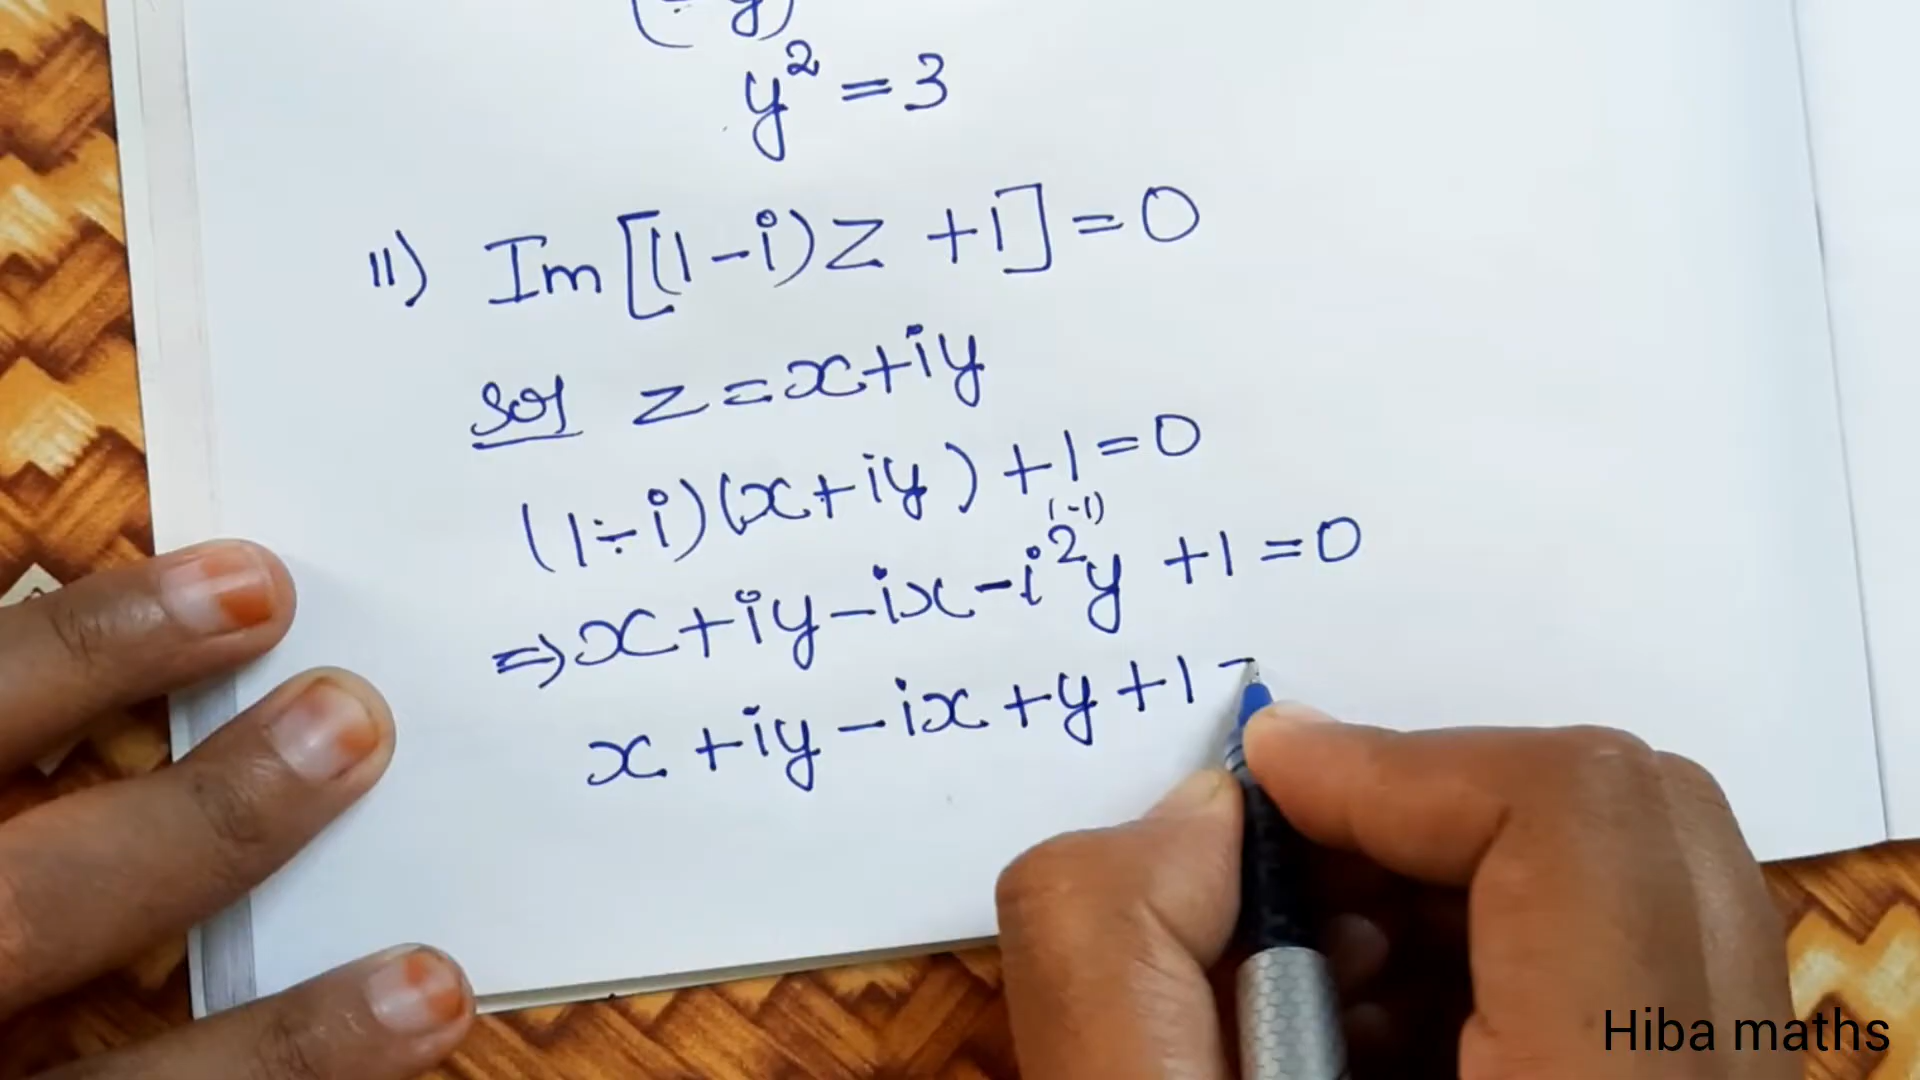 y² = 3
II) Im [(1-i)z +1] = 0
Sol z = x+iy
(1÷i)(x+iy) +1 = 0
(-1)
⇒ x+iy-ix-i²y +1 = 0
x +iy -ix +y +1
Hiba maths